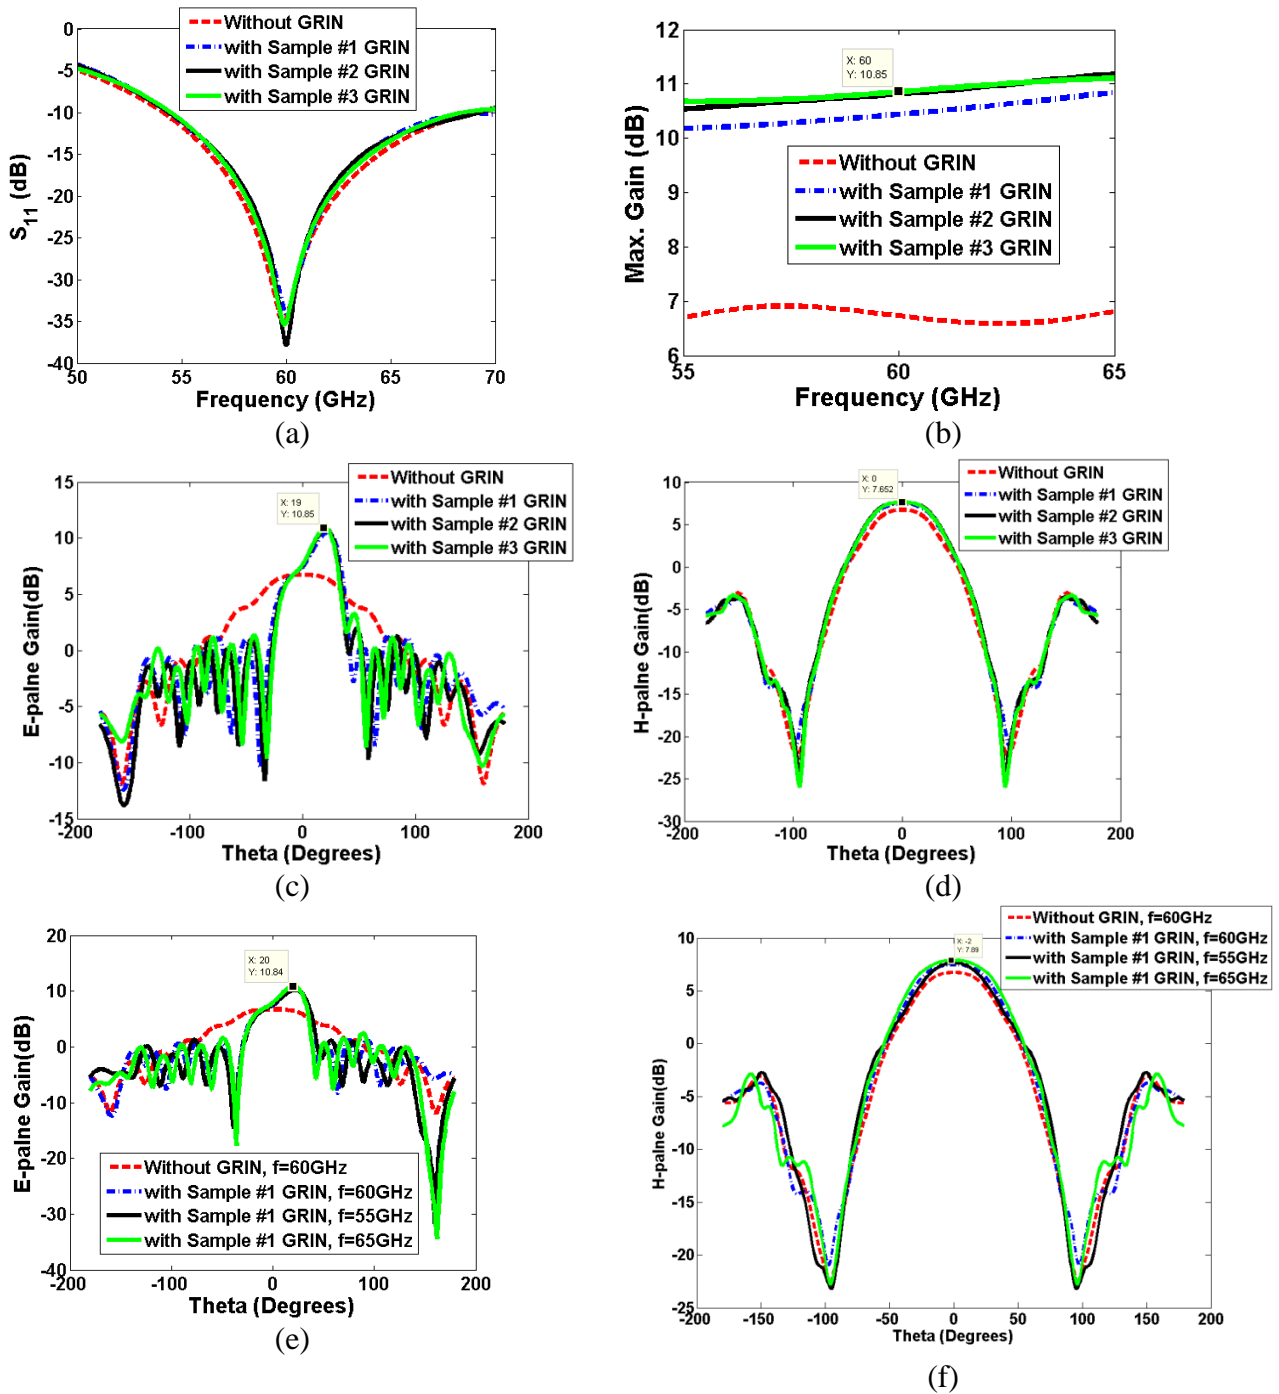 Without GRIN
with Sample #1 GRIN
with Sample #2 GRIN
with Sample #3 GRIN
0
-5
-10
-15
-20
-25
-30
-35
-40
S11 (dB)
50
55
60
65
70
Frequency (GHz)
(a)
12
11
10
9
8
7
6
Max. Gain (dB)
X: 60
Y: 10.85
Without GRIN
with Sample #1 GRIN
with Sample #2 GRIN
with Sample #3 GRIN
55
60
65
Frequency (GHz)
(b)
Without GRIN
with Sample #1 GRIN
with Sample #2 GRIN
with Sample #3 GRIN
X: 19
Y: 10.85
15
10
5
0
-5
-10
-15
E-palne Gain(dB)
-200
-100
0
100
200
Theta (Degrees)
(c)
Without GRIN
with Sample #1 GRIN
with Sample #2 GRIN
with Sample #3 GRIN
X: 0
Y: 7.652
10
5
0
-5
-10
-15
-20
-25
-30
H-palne Gain(dB)
-200
-100
0
100
200
Theta (Degrees)
(d)
20
10
0
-10
-20
-30
-40
E-palne Gain(dB)
X: 20
Y: 10.84
Without GRIN, f=60GHz
with Sample #1 GRIN, f=60GHz
with Sample #1 GRIN, f=55GHz
with Sample #1 GRIN, f=65GHz
-200
-100
0
100
200
Theta (Degrees)
(e)
Without GRIN, f=60GHz
with Sample #1 GRIN, f=60GHz
with Sample #1 GRIN, f=55GHz
with Sample #1 GRIN, f=65GHz
X: -2
Y: 7.89
10
5
0
-5
-10
-15
-20
-25
H-palne Gain(dB)
-200
-150
-100
-50
0
50
100
150
200
Theta (Degrees)
(f)